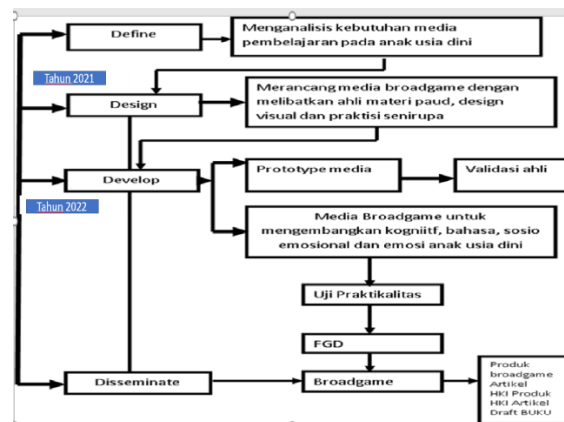 Define
Menganalisis kebutuhan media
pembelajaran pada anak usia dini
Tahun 2021
Design
Merancang media broadgame dengan
melibatkan ahli materi paud, design
visual dan praktisi senirupa
Develop
Prototype media
Validasi ahli
Tahun 2022
Media Broadgame untuk
mengembangkan kogniitf, bahasa, sosio
emosional dan emosi anak usia dini
Uji Praktikalitas
FGD
Disseminate
Broadgame
Produk
broadgame
Artikel
HKI Produk
HKI Artikel
Draft BUKU